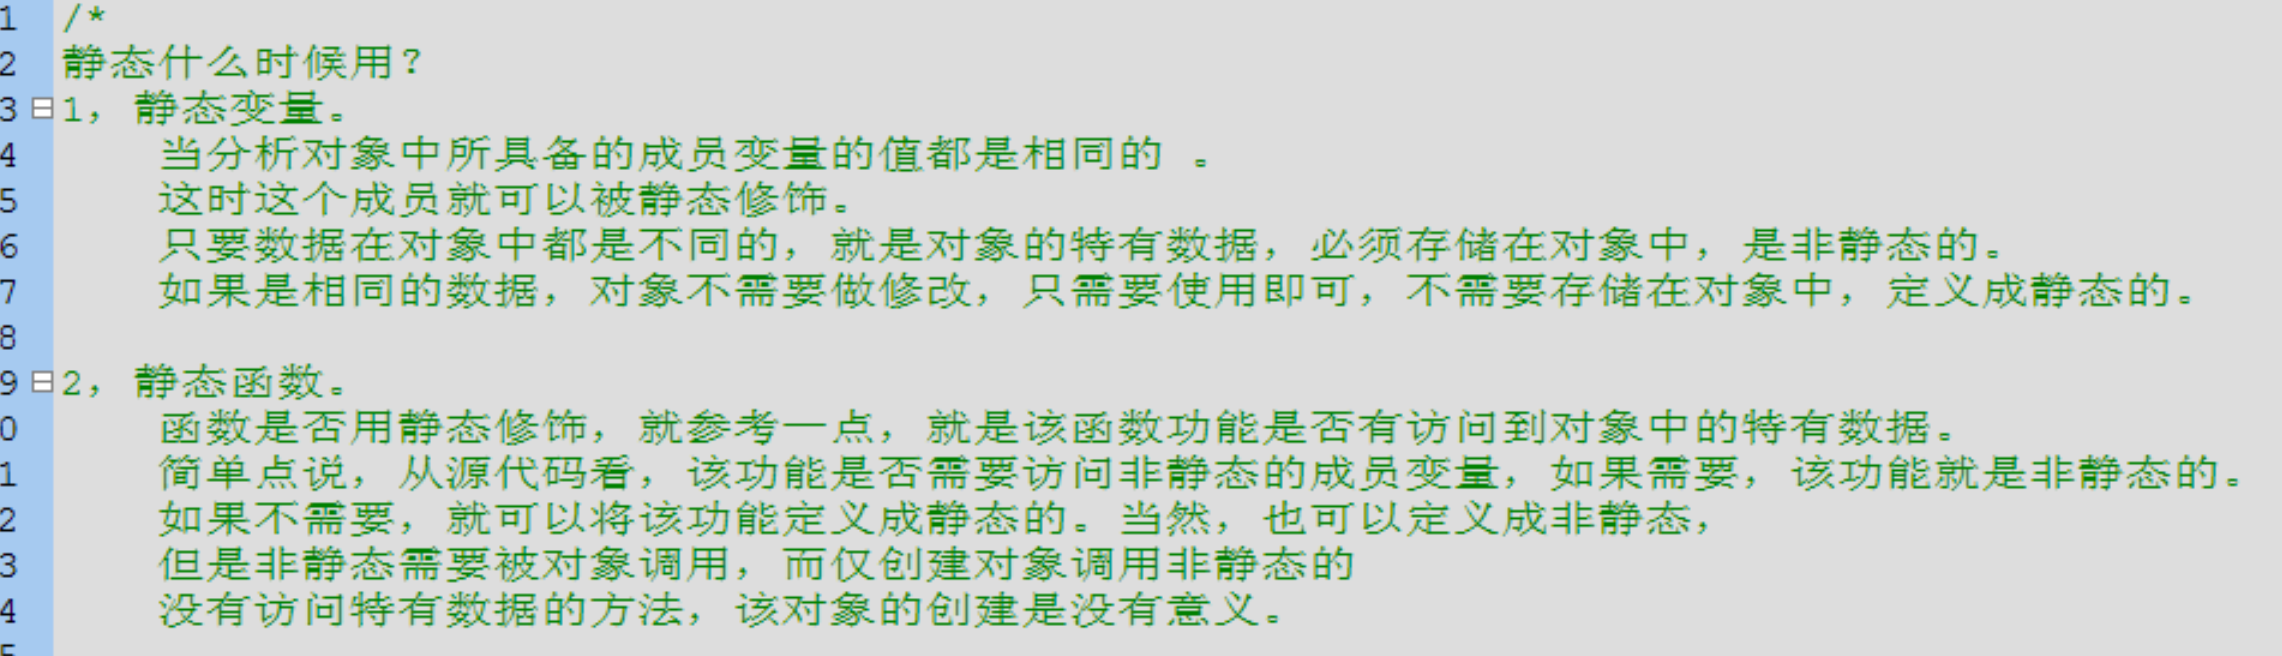 1 /*
2 静态什么时候用?
3 1, 静态变量。
4 当分析对象中所具备的成员变量的值都是相同的 。
5 这时这个成员就可以被静态修饰。
6 只要数据在对象中都是不同的, 就是对象的特有数据, 必须存储在对象中, 是非静态的。
7 如果是相同的数据, 对象不需要做修改, 只需要使用即可, 不需要存储在对象中, 定义成静态的。
8
9 2, 静态函数。
0 函数是否用静态修饰, 就参考一点, 就是该函数功能是否有访问到对象中的特有数据。
1 简单点说, 从源代码看, 该功能是否需要访问非静态的成员变量, 如果需要, 该功能就是非静态的。
2 如果不需要, 就可以将该功能定义成静态的。当然, 也可以定义成非静态,
3 但是非静态需要被对象调用, 而仅创建对象调用非静态的
4 没有访问特有数据的方法, 该对象的创建是没有意义。
5